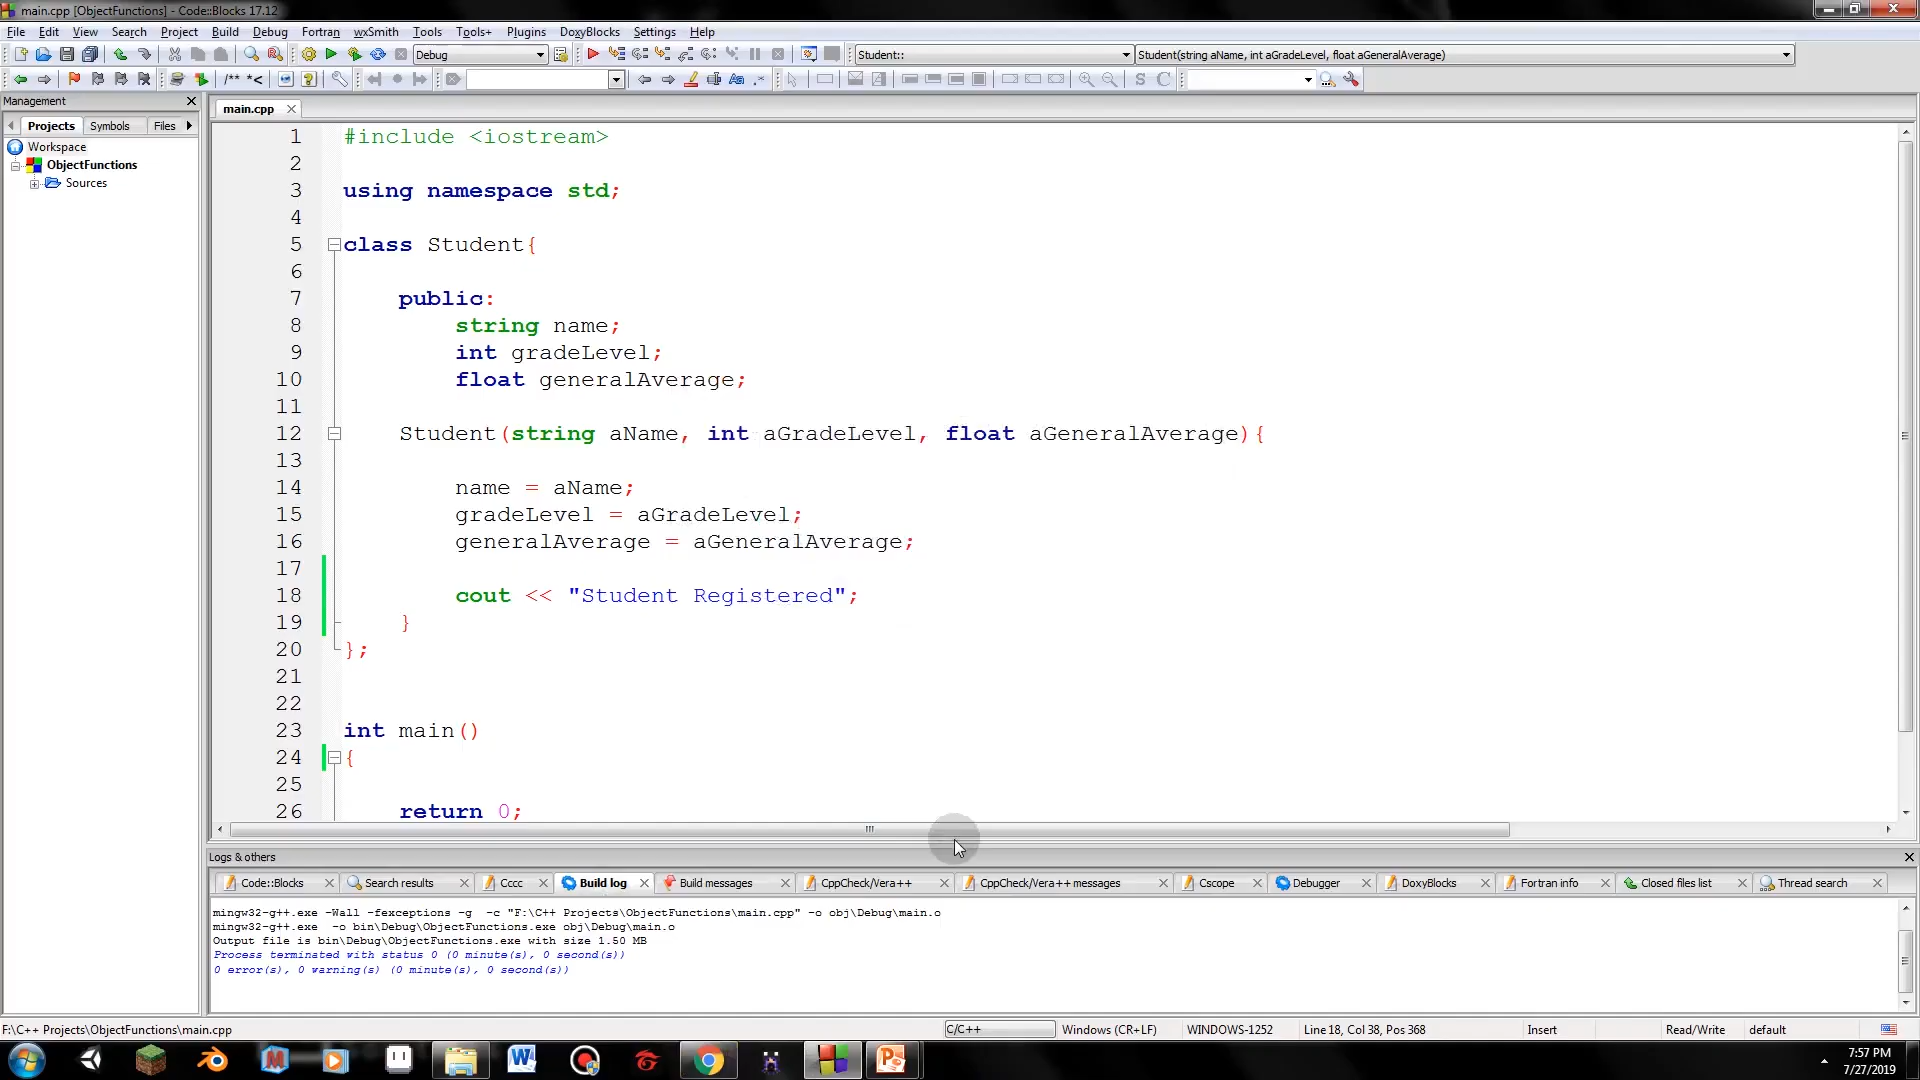 main.cpp [ObjectFunctions] - Code::Blocks 17.12
File Edit View Search Project Build Debug Fortran wxSmith Tools Tools+ Plugins DoxyBlocks Settings Help
Debug Student:: Student(string aName, int aGradeLevel, float aGeneralAverage)
/** *<
Management
main.cpp
Projects Symbols Files
Workspace
ObjectFunctions
Sources
1 #include <iostream>
2
3 using namespace std;
4
5 class Student{
6
7 public:
8 string name;
9 int gradeLevel;
10 float generalAverage;
11
12 Student(string aName, int aGradeLevel, float aGeneralAverage){
13
14 name = aName;
15 gradeLevel = aGradeLevel;
16 generalAverage = aGeneralAverage;
17
18 cout << "Student Registered";
19 }
20 };
21
22
23 int main()
24 {
25
26 return 0;
Logs & others
Code::Blocks Search results Cccc Build log Build messages CppCheck/Vera++ CppCheck/Vera++ messages Cscope Debugger DoxyBlocks Fortran info Closed files list Thread search
mingw32-g++.exe -Wall -fexceptions -g -c "F:\C++ Projects\ObjectFunctions\main.cpp" -o obj\Debug\main.o
mingw32-g++.exe -o bin\Debug\ObjectFunctions.exe obj\Debug\main.o
Output file is bin\Debug\ObjectFunctions.exe with size 1.50 MB
Process terminated with status 0 (0 minute(s), 0 second(s))
0 error(s), 0 warning(s) (0 minute(s), 0 second(s))
F:\C++ Projects\ObjectFunctions\main.cpp C/C++ Windows (CR+LF) WINDOWS-1252 Line 18, Col 38, Pos 368 Insert Read/Write default
7:57 PM
7/27/2019